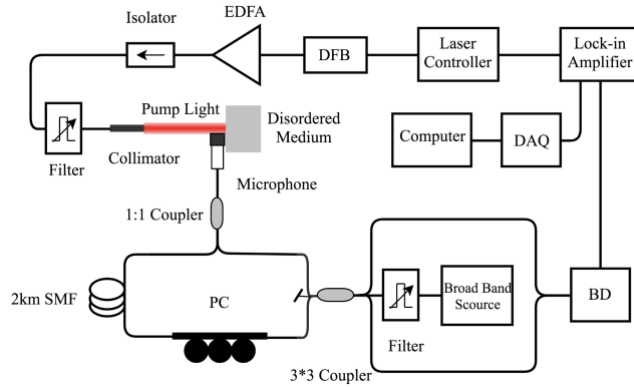 EDFA
Isolator
DFB
Laser
Controller
Lock-in
Amplifier
Pump Light
Disordered
Medium
Computer
DAQ
Filter
Collimator
Microphone
1:1 Coupler
2km SMF
PC
Broad Band
Scource
BD
Filter
3*3 Coupler